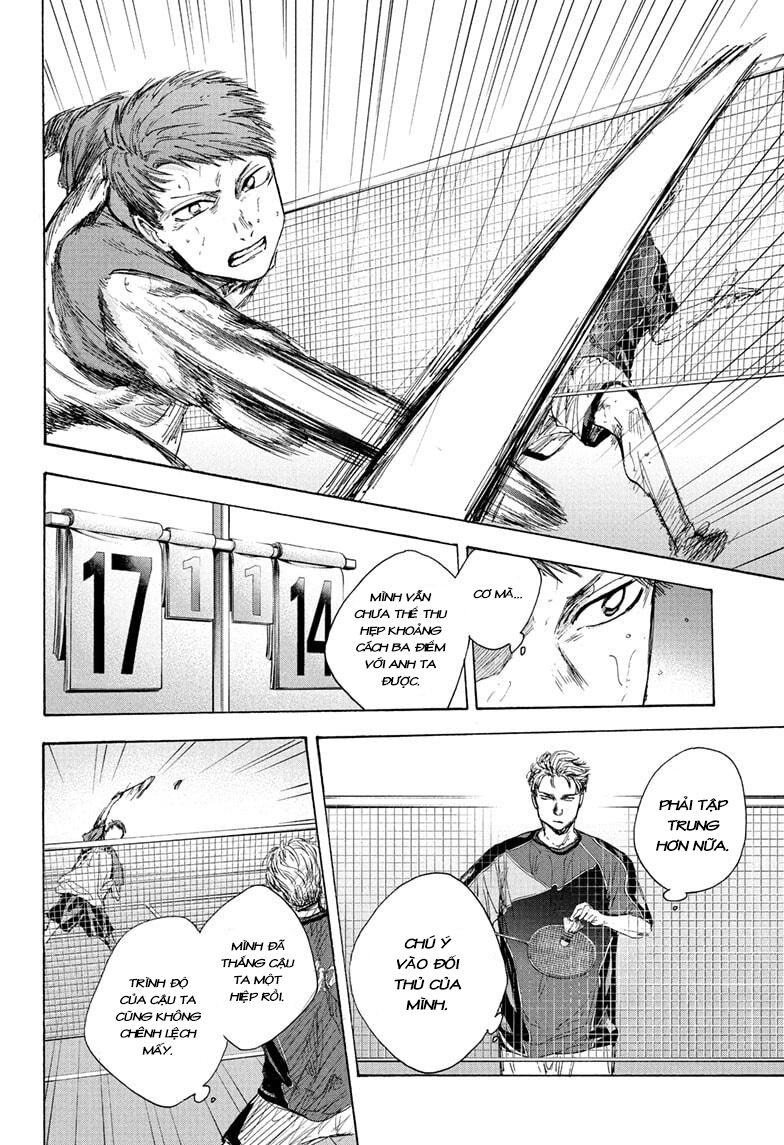 CƠ MÀ...
MÌNH VẪN
CHƯA THỂ THU
HẸP KHOẢNG
CÁCH BA ĐIỂM
VỚI ANH TA
ĐƯỢC.
17
1
1
14
PHẢI TẬP
TRUNG
HƠN NỮA.
CHÚ Ý
VÀO ĐỐI
THỦ CỦA
MÌNH.
MÌNH ĐÃ
THẮNG CẬU
TA MỘT
HIỆP RỒI.
TRÌNH ĐỘ
CỦA CẬU TA
CŨNG KHÔNG
CHÊNH LỆCH
MẤY.